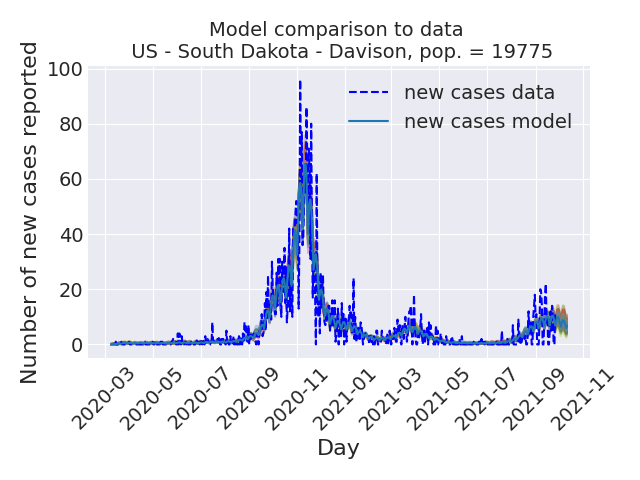 Model comparison to data
US - South Dakota - Davison, pop. = 19775
Number of new cases reported
100
80
60
40
20
0
new cases data
new cases model
2020-03
2020-05
2020-07
2020-09
2020-11
2021-01
2021-03
2021-05
2021-07
2021-09
2021-11
Day